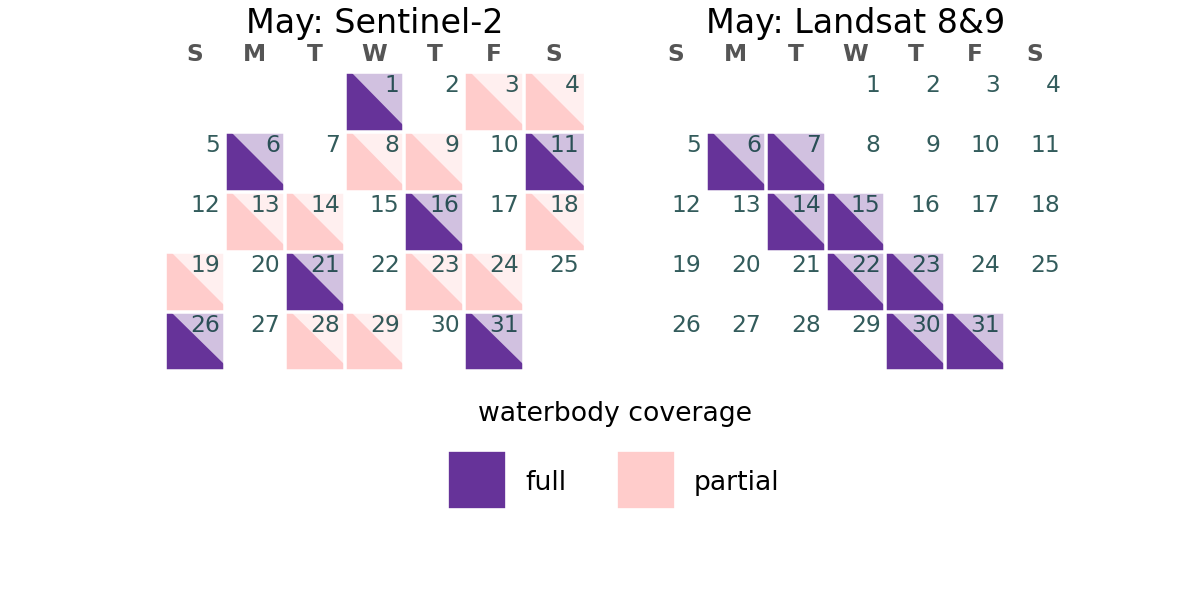 May: Sentinel-2
S M T W T F S
1 2 3 4
5 6 7 8 9 10 11
12 13 14 15 16 17 18
19 20 21 22 23 24 25
26 27 28 29 30 31
May: Landsat 8&9
S M T W T F S
1 2 3 4
5 6 7 8 9 10 11
12 13 14 15 16 17 18
19 20 21 22 23 24 25
26 27 28 29 30 31
waterbody coverage
full
partial